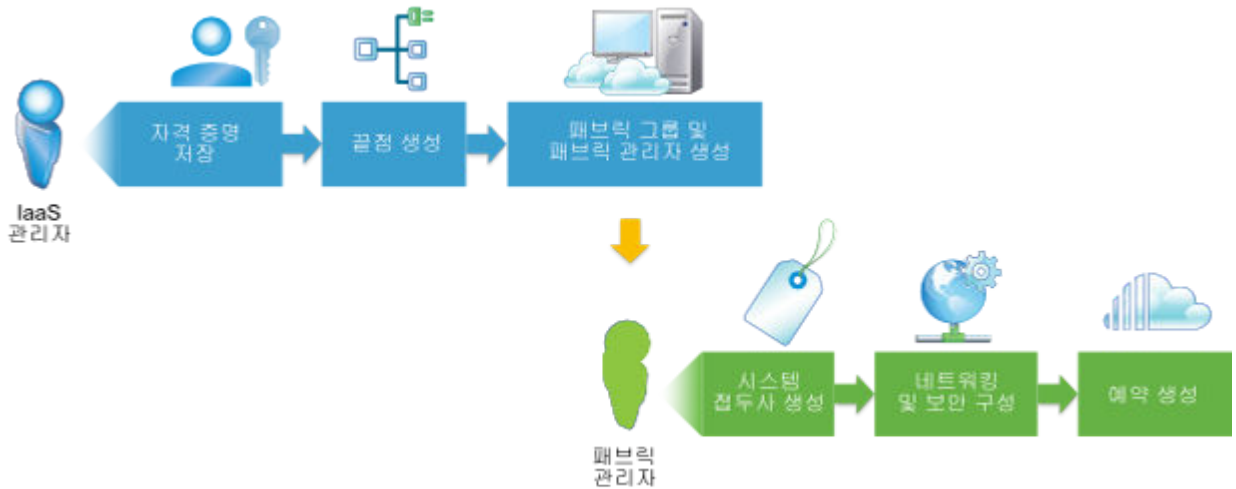 자격 증명
저장
끝점 생성
패브릭 그룹 및
패브릭 관리자 생성
IaaS
관리자
시스템
접두사 생성
네트워킹
및 보안 구성
예약 생성
패브릭
관리자